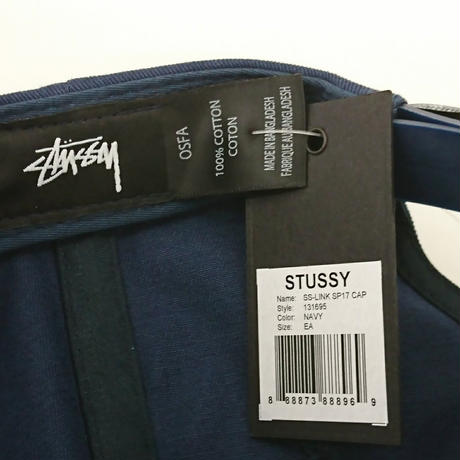 STÜSSY
OSFA
100% COTTON
COTON
MADE IN BANGLADESH
FABRIQUE AU BANGLADESH
STUSSY
Name: SS-LINK SP17 CAP
Style: 131695
Color: NAVY
Size: EA
8 88873 88896 9